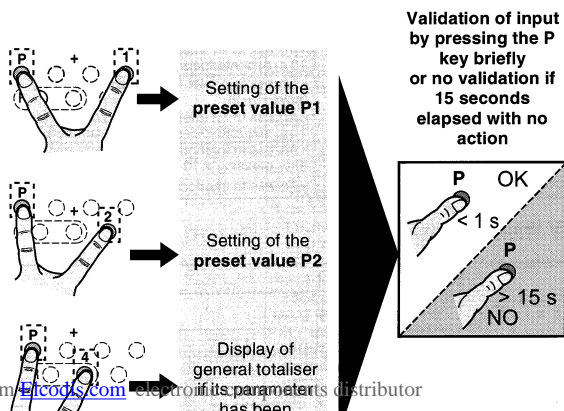 Validation of input
by pressing the P
key briefly
or no validation if
15 seconds
elapsed with no
action
P + 1
Setting of the
preset value P1
P +
2
Setting of the
preset value P2
P OK
< 1 s
P
> 15 s
NO
P +
4
Display of
general totaliser
if its parameter
has been
m Elcodis.com electronic components distributor